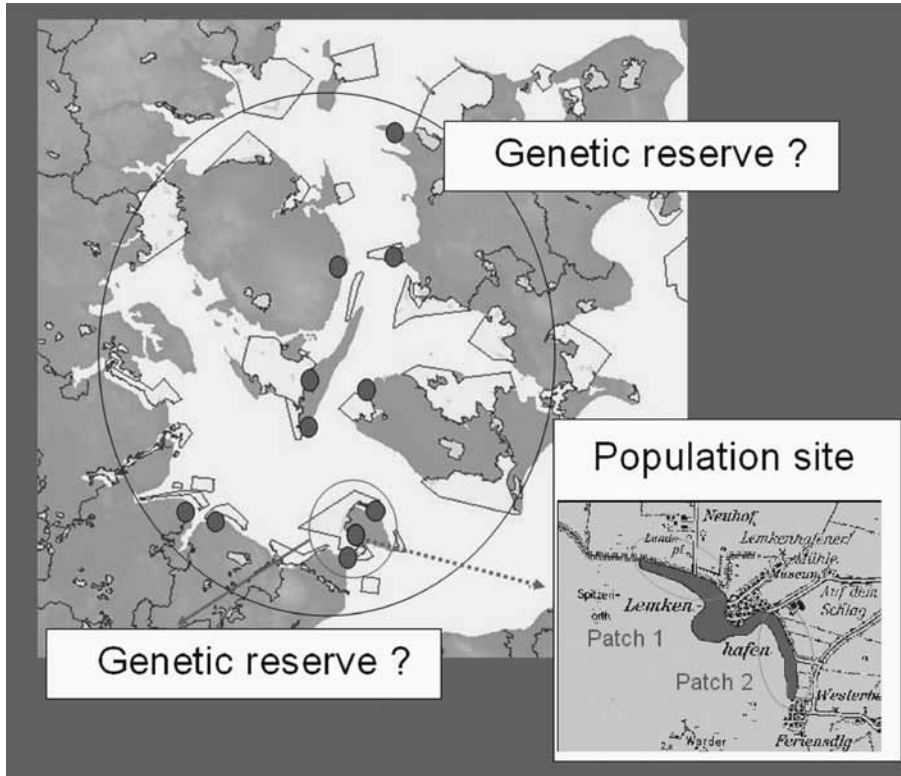 Genetic reserve ?
Genetic reserve ?
Population site
Neuhof
Lemkenhafener
Mühle
Museum
Auf dem
Schlag
Lemken-
hafen
Patch 1
Patch 2
Warder
Feriensdlg